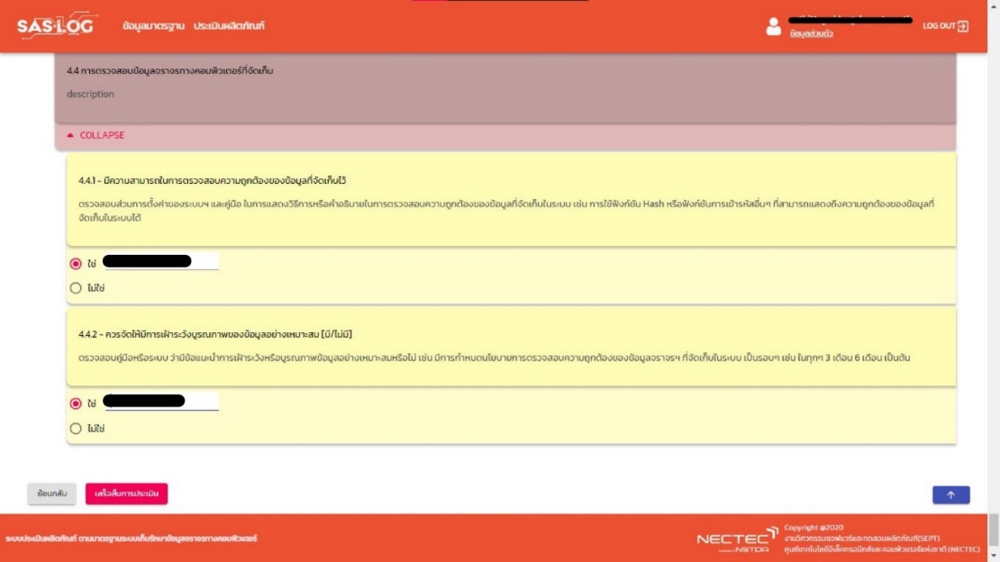 SAS:LOG
ข้อมูลมาตรฐาน ประเมินผลิตภัณฑ์
ข้อมูลส่วนตัว
LOG OUT
4.4 การตรวจสอบข้อมูลจราจรทางคอมพิวเตอร์ที่จัดเก็บ
description
COLLAPSE
4.4.1 - มีความสามารถในการตรวจสอบความถูกต้องของข้อมูลที่จัดเก็บไว้
ตรวจสอบส่วนการตั้งค่าของระบบฯ และคู่มือ ในการแสดงวิธีการหรือคำอธิบายในการตรวจสอบความถูกต้องของข้อมูลที่จัดเก็บในระบบ เช่น การใช้ฟังก์ชัน Hash หรือฟังก์ชันการเข้ารหัสอื่นๆ ที่สามารถแสดงถึงความถูกต้องของข้อมูลที่
จัดเก็บในระบบได้
ใช่
ไม่ใช่
4.4.2 - ควรจัดให้มีการเฝ้าระวังบูรณภาพของข้อมูลอย่างเหมาะสม [มี/ไม่มี]
ตรวจสอบคู่มือหรือระบบ ว่ามีข้อแนะนำการเฝ้าระวังหรือบูรณภาพข้อมูลอย่างเหมาะสมหรือไม่ เช่น มีการกำหนดนโยบายการตรวจสอบความถูกต้องของข้อมูลจราจรฯ ที่จัดเก็บในระบบ เป็นรอบๆ เช่น ในทุกๆ 3 เดือน 6 เดือน เป็นต้น
ใช่
ไม่ใช่
ย้อนกลับ
เสร็จสิ้นการประเมิน
ระบบประเมินผลิตภัณฑ์ ตามมาตรฐานระบบเก็บรักษาข้อมูลจราจรทางคอมพิวเตอร์
NECTEC
NSTDA
Copyright @2020
งานวิศวกรรมซอฟแวร์และทดสอบผลิตภัณฑ์(SEPT)
ศูนย์เทคโนโลยีอิเล็กทรอนิกส์และคอมพิวเตอร์แห่งชาติ (NECTEC)